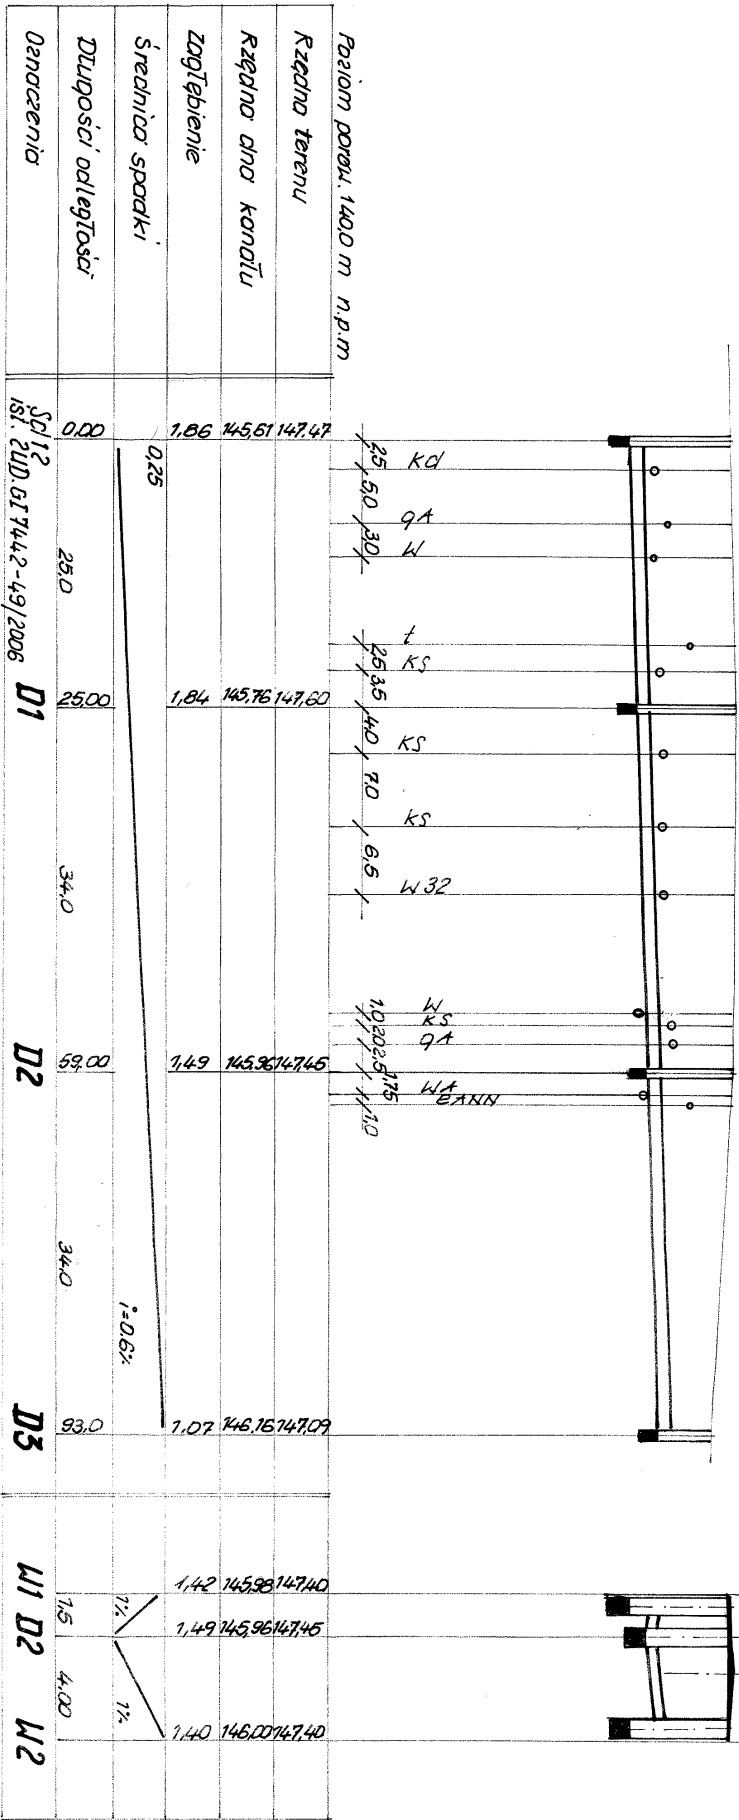 Poziom porów. 140.0 m n.p.m
Rzędna terenu
147.47 147.60 147.45 147.09 147.40 147.45 147.40
Rzędna dna kanału
145.61 145.76 145.96 146.16 145.98 145.96 146.00
Zagłębienie
1.86 1.84 1.49 1.07 1.42 1.49 1.40
Średnica spadki
0.25 i=0.6% 1% 1%
Długości odległości
0.00 25.0 25.00 34.0 59.00 34.0 93.0 1.5 4.00
Oznaczenia
Sd12 D1 D2 D3 W1 D2 W2
ist. ZUD.GI 7442-49/2006
kd gA W t KS KS KS W32 W KS gA WA eANN
2.5 5.0 3.0 2.5 3.5 4.0 7.0 6.5 1.0 2.0 2.5 1.75 1.0